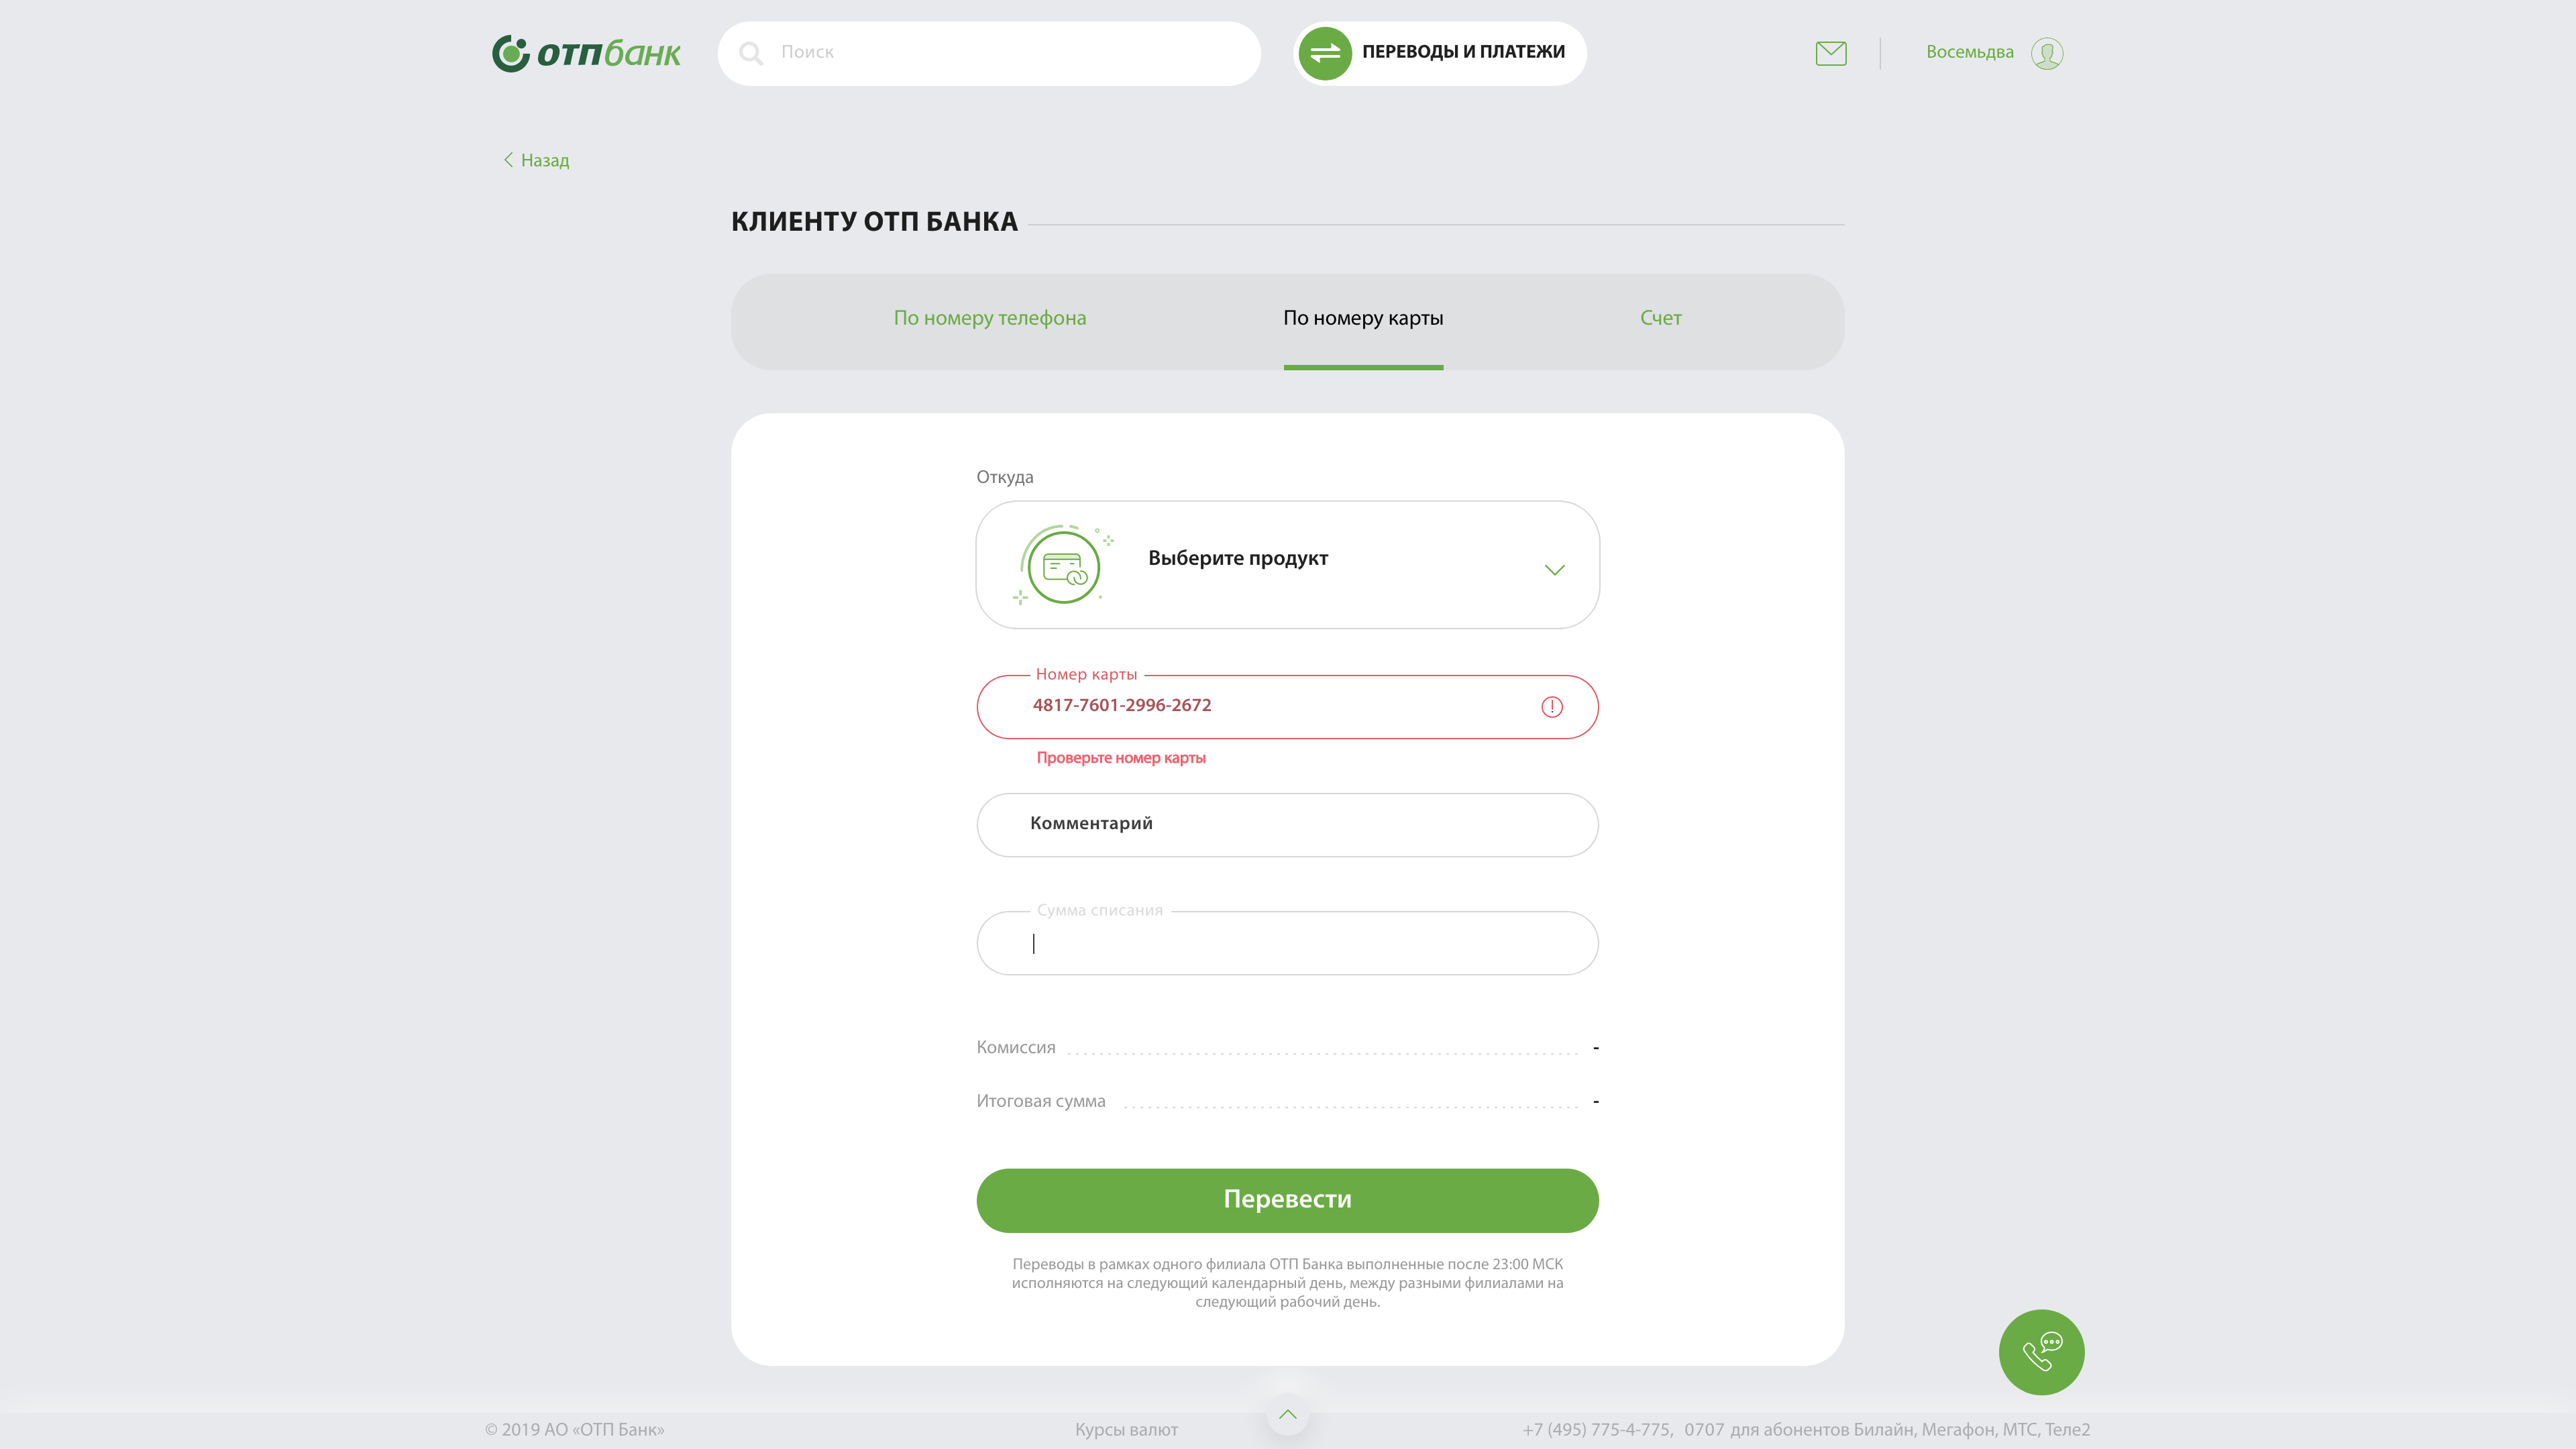 отпбанк
Поиск
ПЕРЕВОДЫ И ПЛАТЕЖИ
Восемьдва
Назад
КЛИЕНТУ ОТП БАНКА
По номеру телефона
По номеру карты
Счет
Откуда
Выберите продукт
Номер карты
4817-7601-2996-2672
Проверьте номер карты
Комментарий
Сумма списания
Комиссия -
Итоговая сумма -
Перевести
Переводы в рамках одного филиала ОТП Банка выполненные после 23:00 МСК
исполняются на следующий календарный день, между разными филиалами на
следующий рабочий день.
© 2019 АО «ОТП Банк»
Курсы валют
+7 (495) 775-4-775, 0707 для абонентов Билайн, Мегафон, МТС, Теле2